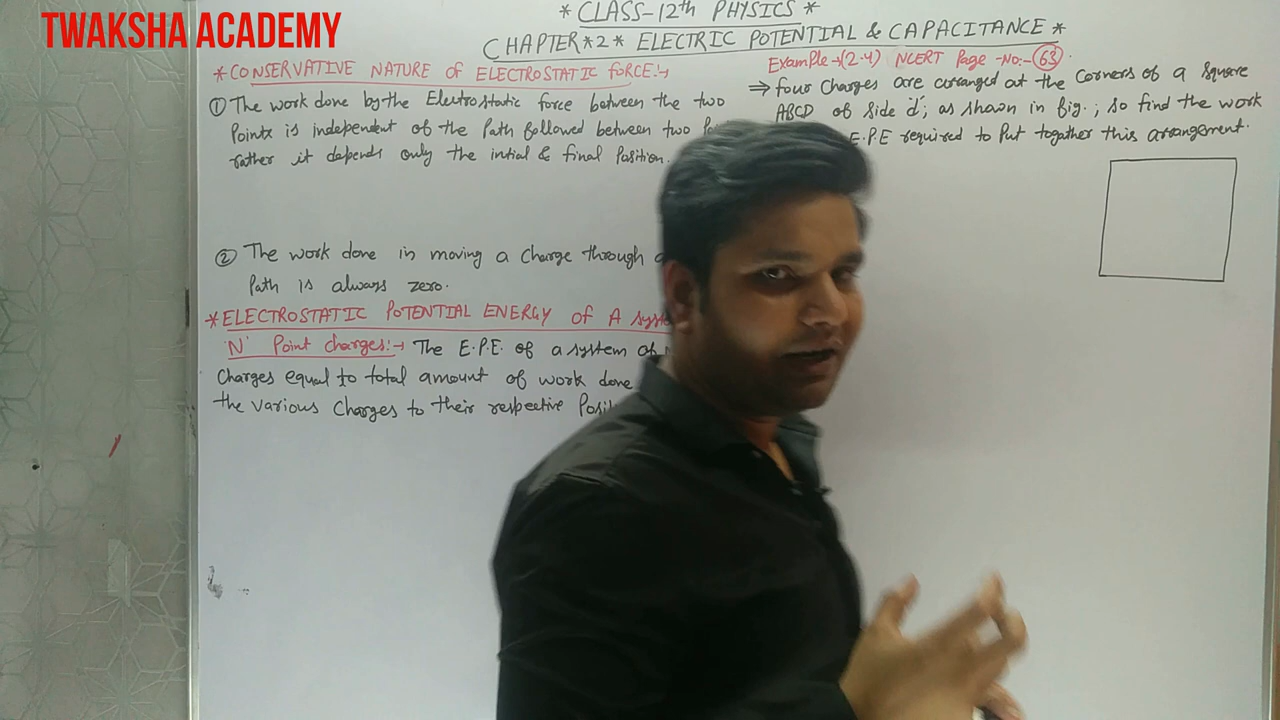 TWAKSHA ACADEMY
* CLASS-12th PHYSICS *
CHAPTER*2* ELECTRIC POTENTIAL & CAPACITANCE *
*CONSERVATIVE NATURE of ELECTROSTATIC fORCE:→
① The work done by the Electrostatic force between the two
Points is independent of the Path followed between two
rather it depends only the intial & final Position.
② The work done in moving a Charge through
Path is always zero.
*ELECTROSTATIC POTENTIAL ENERGY of A
'N' Point charges:→ The E.P.E. of a system of
Charges equal to total amount of work done
the various Charges to their respective
Example→(2.4) NCERT Page -No:-(63)
⇒ four Charges are arranged at the Corners of a Square
ABCD of Side 'd'; as shown in fig.; so find the work
E.P.E required to Put together this arrangement.